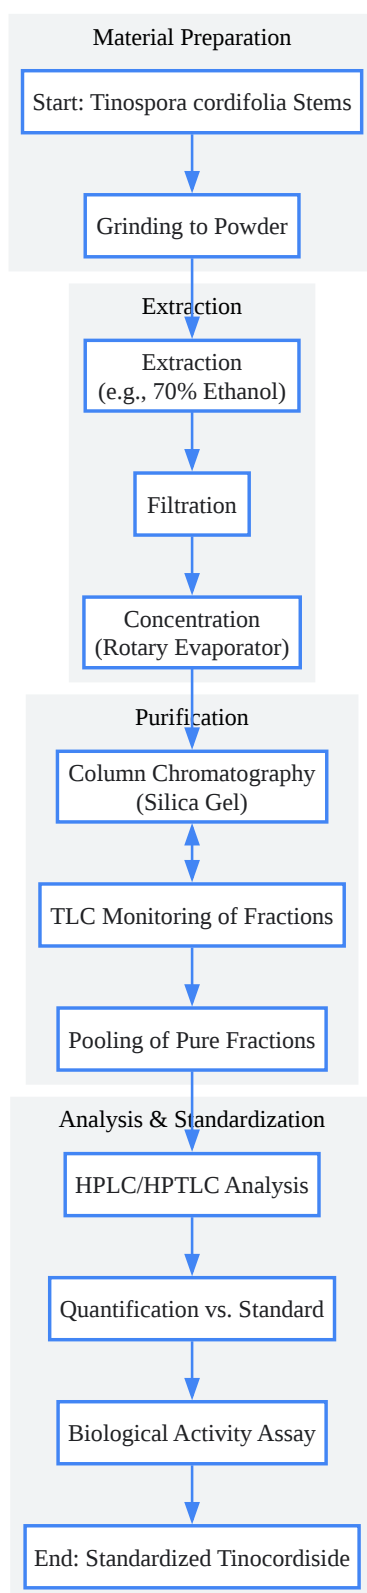 Material Preparation
Start: Tinospora cordifolia Stems
Grinding to Powder
Extraction
Extraction
(e.g., 70% Ethanol)
Filtration
Concentration
(Rotary Evaporator)
Purification
Column Chromatography
(Silica Gel)
TLC Monitoring of Fractions
Pooling of Pure Fractions
Analysis & Standardization
HPLC/HPTLC Analysis
Quantification vs. Standard
Biological Activity Assay
End: Standardized Tinocordiside